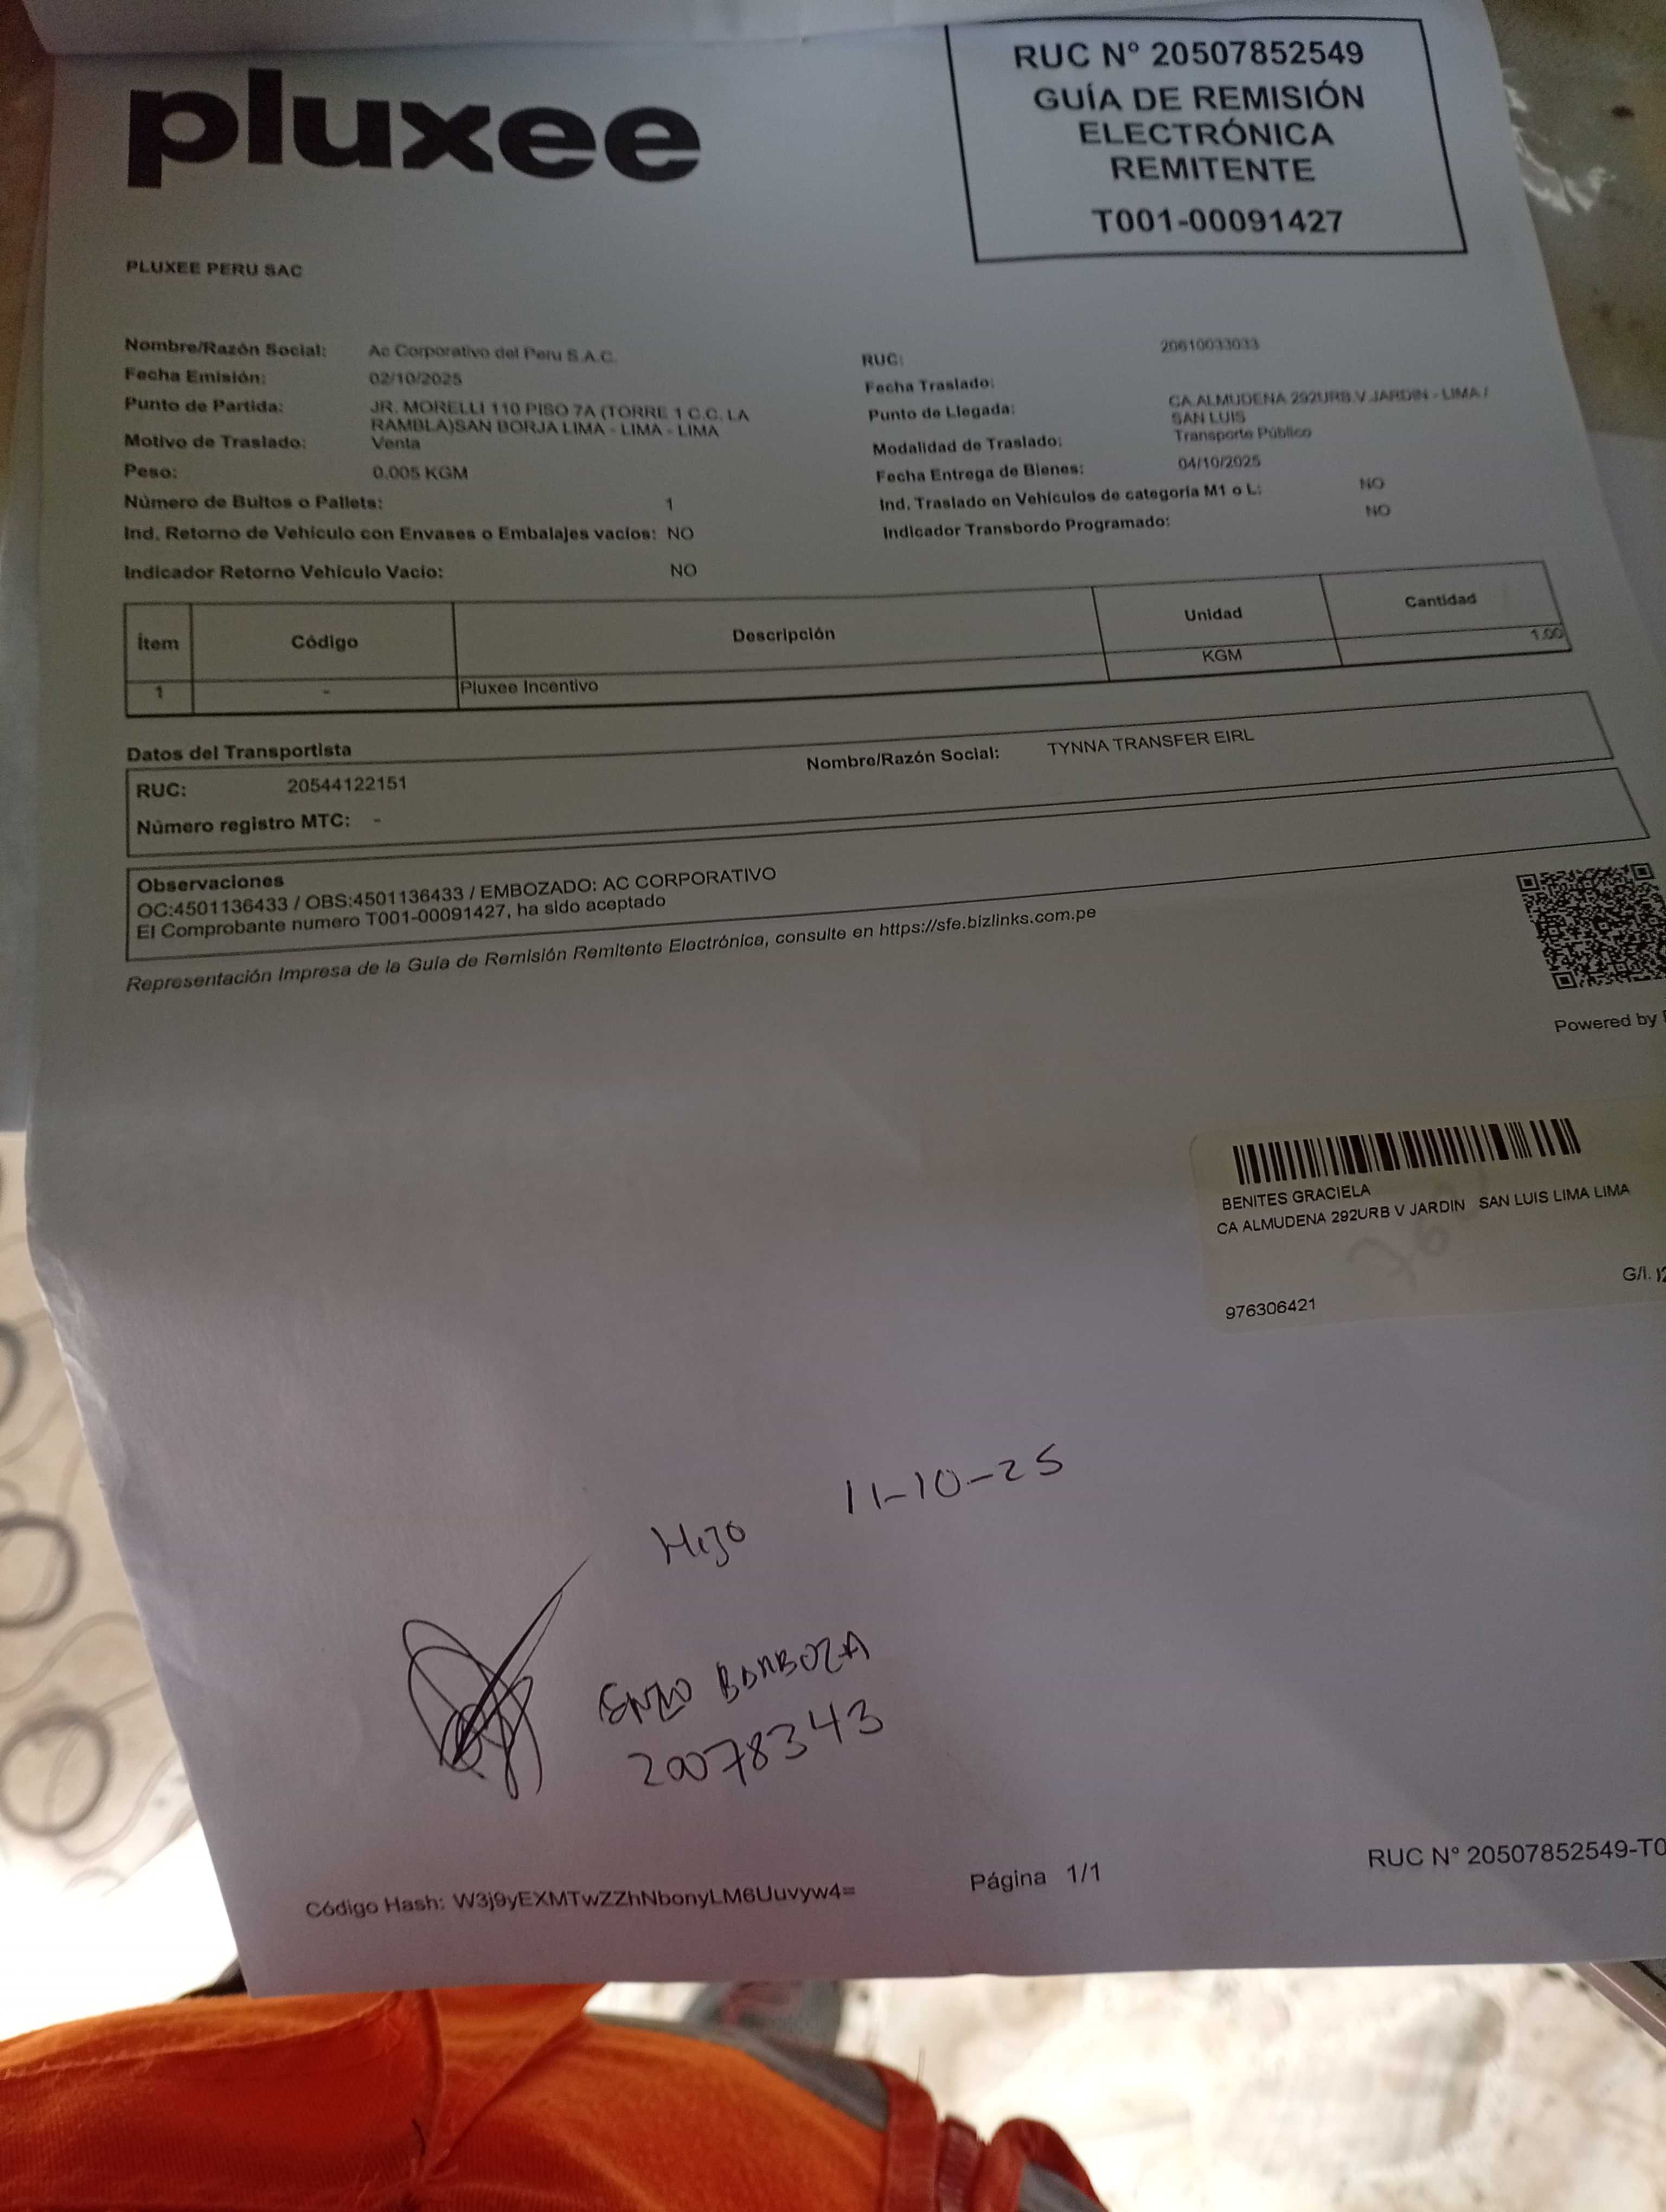 pluxee
RUC N° 20507852549
GUÍA DE REMISIÓN
ELECTRÓNICA
REMITENTE
T001-00091427
PLUXEE PERU SAC
Nombre/Razón Social: Ac Corporativo del Peru S.A.C.
Fecha Emisión: 02/10/2025
Punto de Partida: JR. MORELLI 110 PISO 7A (TORRE 1 C.C. LA
RAMBLA)SAN BORJA LIMA - LIMA - LIMA
Motivo de Traslado: Venta
Peso: 0.005 KGM
Número de Bultos o Pallets: 1
Ind. Retorno de Vehículo con Envases o Embalajes vacíos: NO
Indicador Retorno Vehículo Vacío: NO
RUC: 20610033033
Fecha Traslado:
Punto de Llegada: CA.ALMUDENA 292URB.V.JARDIN - LIMA /
SAN LUIS
Modalidad de Traslado: Transporte Público
Fecha Entrega de Bienes: 04/10/2025
Ind. Traslado en Vehículos de categoría M1 o L: NO
Indicador Transbordo Programado: NO
Ítem Código Descripción Unidad Cantidad
1 - Pluxee Incentivo KGM 1.00
Datos del Transportista
RUC: 20544122151 Nombre/Razón Social: TYNNA TRANSFER EIRL
Número registro MTC: -
Observaciones
OC:4501136433 / OBS:4501136433 / EMBOZADO: AC CORPORATIVO
El Comprobante numero T001-00091427, ha sido aceptado
Representación Impresa de la Guía de Remisión Remitente Electrónica, consulte en https://sfe.bizlinks.com.pe
Powered by
BENITES GRACIELA
CA ALMUDENA 292URB V JARDIN SAN LUIS LIMA LIMA
G/I.
976306421
11-10-25
Hijo
ENZO BARBOZA
20078343
Código Hash: W3j9yEXMTwZZhNbonyLM6Uuvyw4=
Página 1/1
RUC N° 20507852549-T0